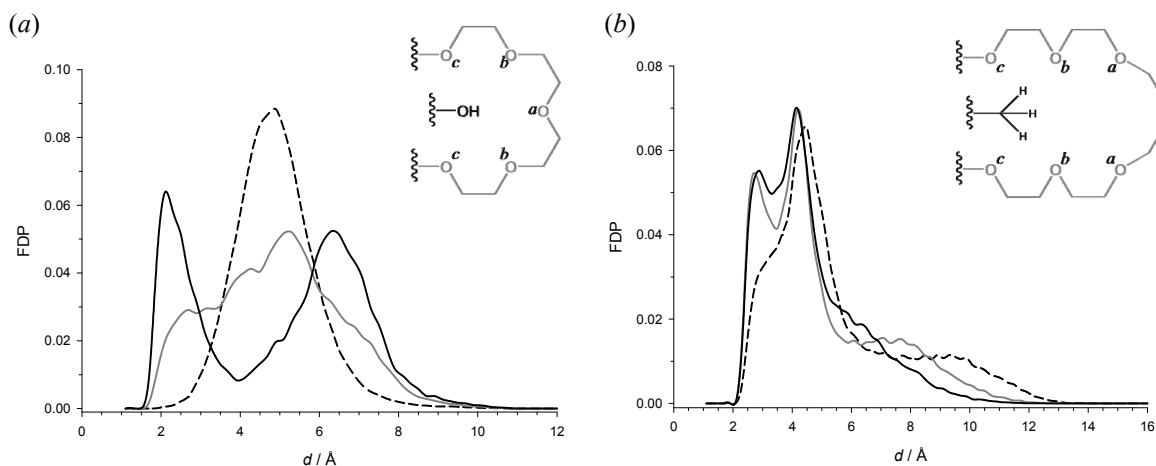 (a)
0.10
0.08
0.06
0.04
0.02
0.00
FDP
0 2 4 6 8 10 12
d / Å
O c
O b
a O
OH
O c
O b
(b)
0.08
0.06
0.04
0.02
0.00
FDP
0 2 4 6 8 10 12 14 16
d / Å
O c
O b
O a
H
H
H
O c
O b
O a